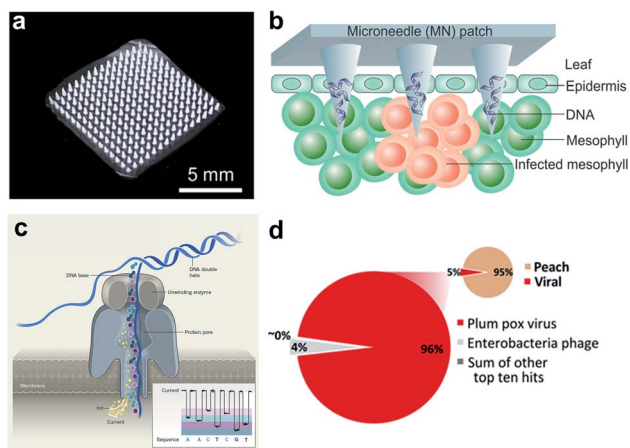 a
5 mm
b
Microneedle (MN) patch
Leaf
Epidermis
DNA
Mesophyll
Infected mesophyll
c
DNA base
DNA double
helix
Unwinding enzyme
Protein pore
Membrane
Ion
Current
Current
Sequence A A C T C G T
d
5%
95%
Peach
Viral
~0%
4%
96%
Plum pox virus
Enterobacteria phage
Sum of other
top ten hits